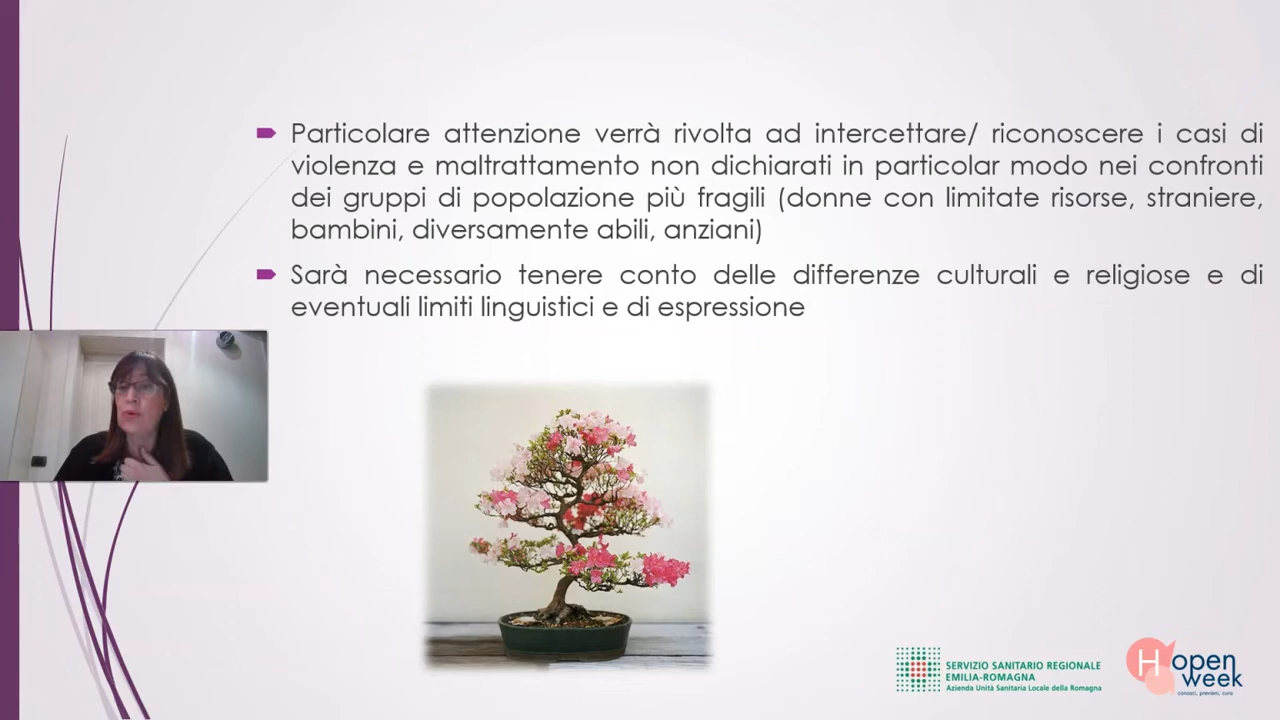 Particolare attenzione verrà rivolta ad intercettare/ riconoscere i casi di
violenza e maltrattamento non dichiarati in particolar modo nei confronti
dei gruppi di popolazione più fragili (donne con limitate risorse, straniere,
bambini, diversamente abili, anziani)
Sarà necessario tenere conto delle differenze culturali e religiose e di
eventuali limiti linguistici e di espressione
SERVIZIO SANITARIO REGIONALE
EMILIA-ROMAGNA
Azienda Unità Sanitaria Locale della Romagna
H open
week
conosci, previeni, cura